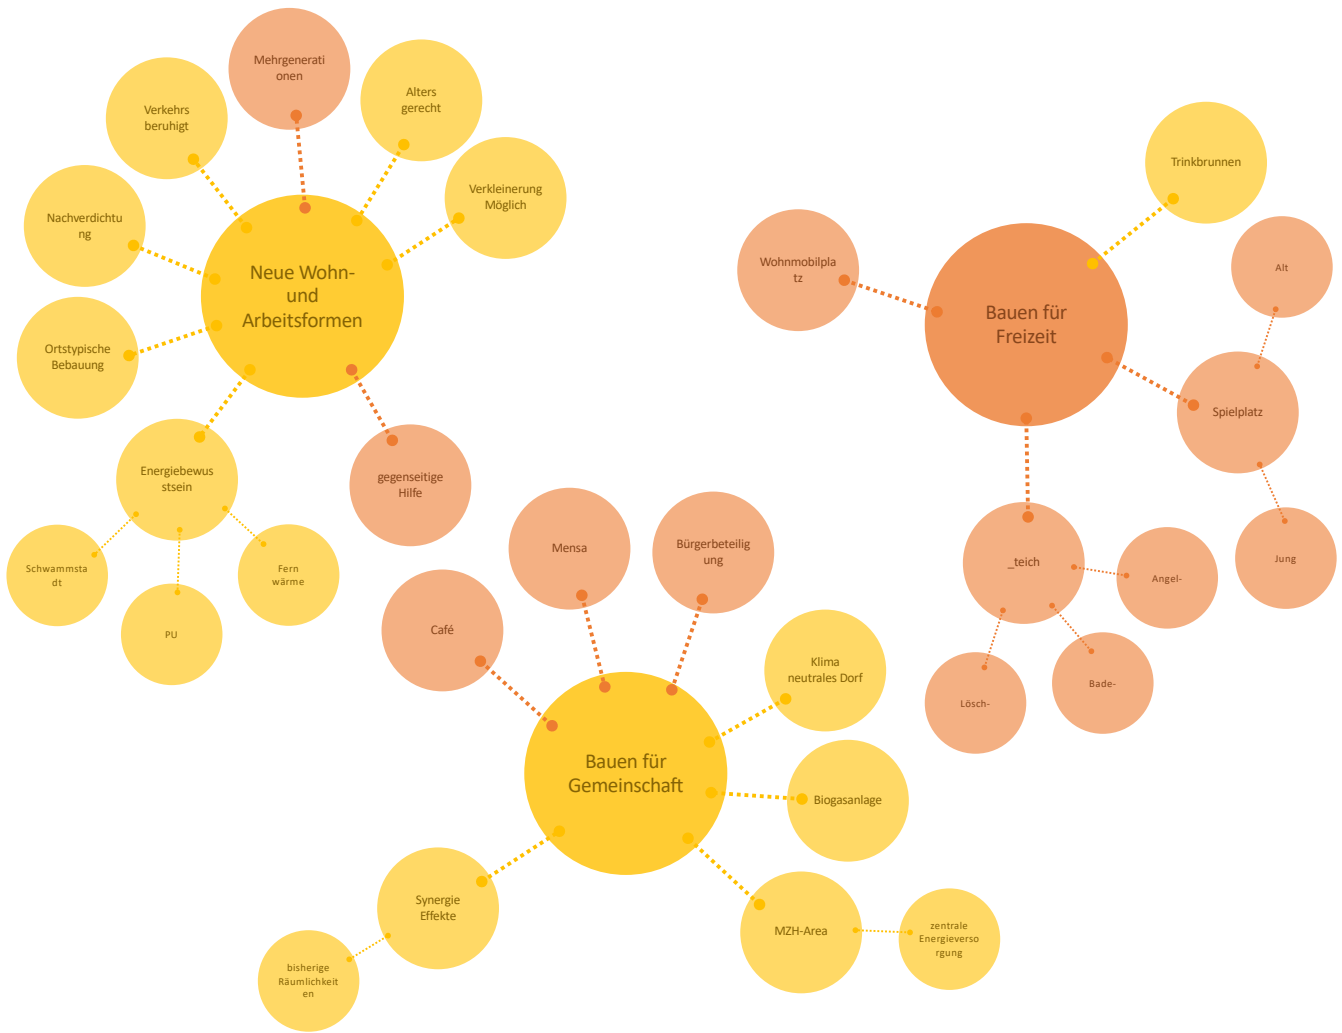 Mehrgenerati
onen
Alters
gerecht
Verkehrs
beruhigt
Verkleinerung
Möglich
Nachverdichtu
ng
Neue Wohn-
und
Arbeitsformen
Ortstypische
Bebauung
Energiebewus
stsein
gegenseitige
Hilfe
Schwammsta
dt
PU
Fern
wärme
Trinkbrunnen
Wohnmobilpla
tz
Bauen für
Freizeit
Alt
Spielplatz
Jung
_teich
Angel-
Bade-
Lösch-
Mensa
Bürgerbeteilig
ung
Café
Klima
neutrales Dorf
Bauen für
Gemeinschaft
Biogasanlage
Synergie
Effekte
MZH-Area
zentrale
Energieverso
rgung
bisherige
Räumlichkeit
en